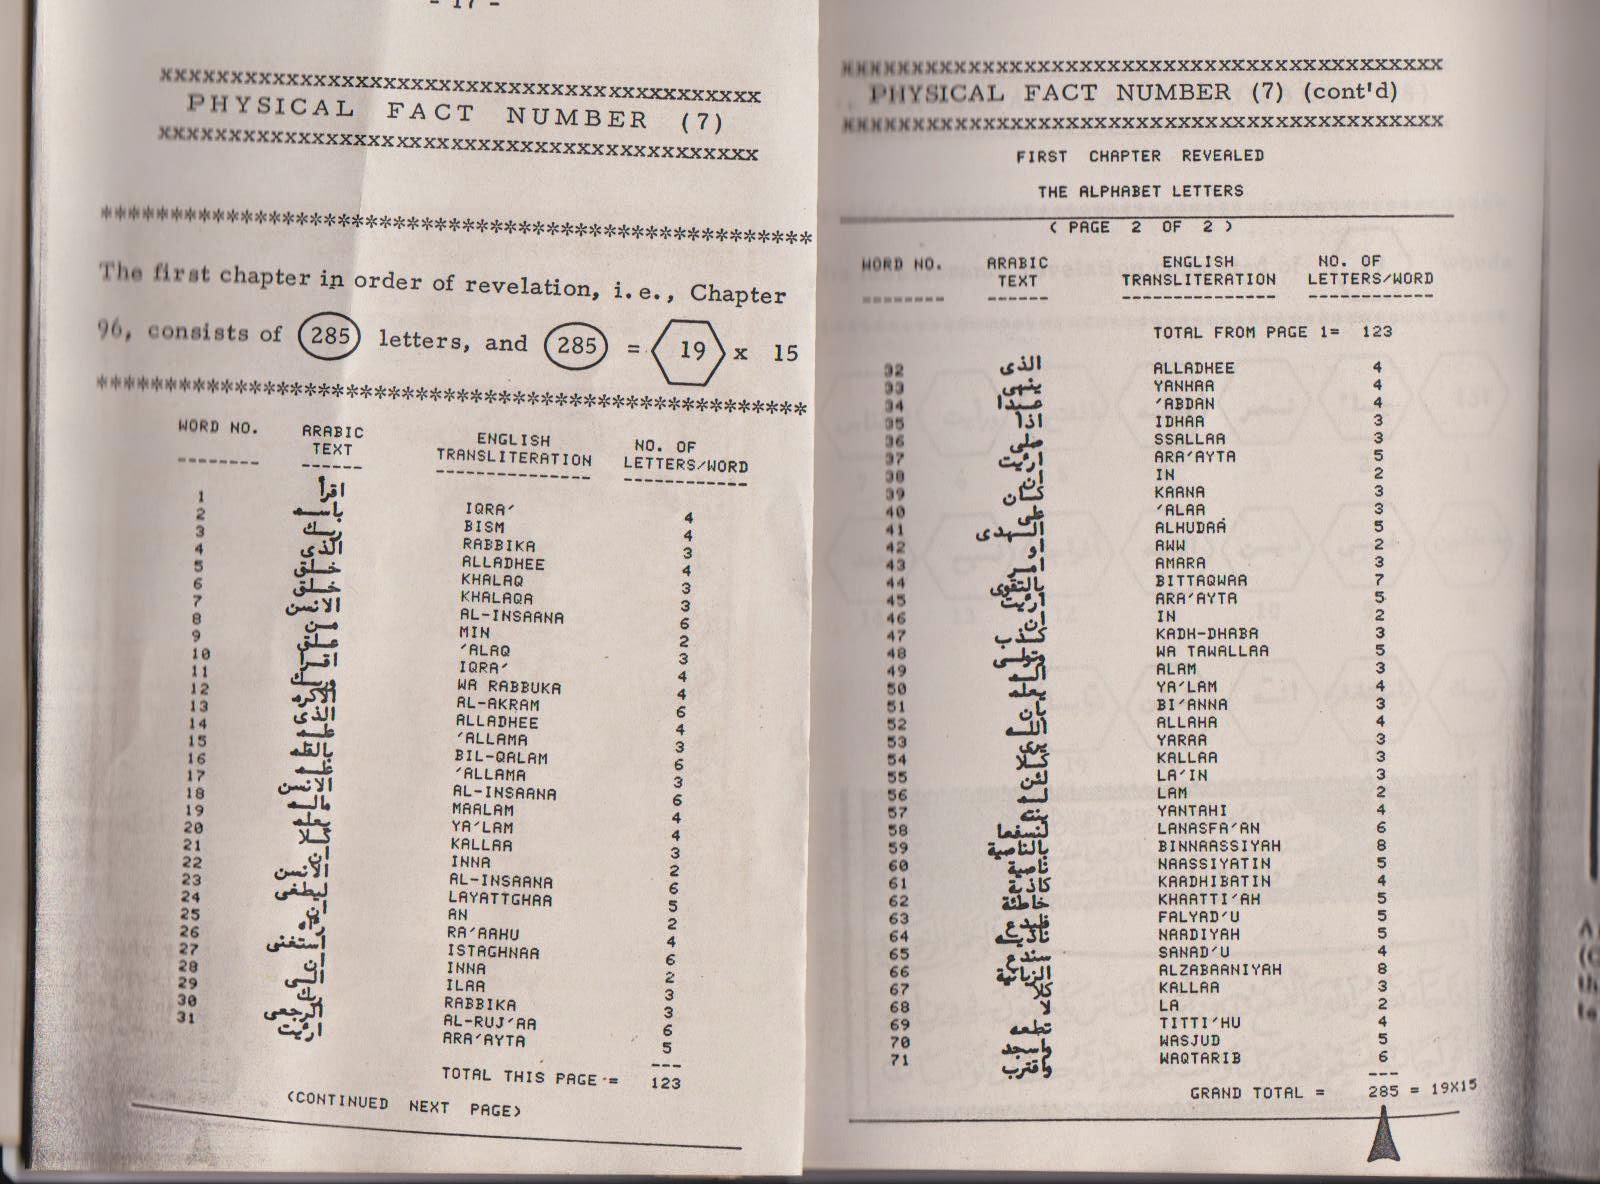 - 17 -
xxxxxxxxxxxxxxxxxxxxxxxxxxxxxxxxxxxxxxxxxxx
PHYSICAL FACT NUMBER (7)
xxxxxxxxxxxxxxxxxxxxxxxxxxxxxxxxxxxxxxxxxxx
***************************************************
The first chapter in order of revelation, i.e., Chapter
96, consists of 285 letters, and 285 = 19 x 15
***************************************************
WORD NO. ARABIC TEXT ENGLISH TRANSLITERATION NO. OF LETTERS/WORD
1 اقرأ IQRA' 4
2 باسم BISM 4
3 ربك RABBIKA 3
4 الذى ALLADHEE 4
5 خلق KHALAQ 3
6 خلق KHALAQA 3
7 الانسن AL-INSAANA 6
8 من MIN 2
9 علق 'ALAQ 3
10 اقرأ IQRA' 4
11 وربك WA RABBUKA 4
12 الاكرم AL-AKRAM 6
13 الذى ALLADHEE 4
14 علم 'ALLAMA 3
15 بالقلم BIL-QALAM 6
16 علم 'ALLAMA 3
17 الانسن AL-INSAANA 6
18 مالم MAALAM 4
19 يعلم YA'LAM 4
20 كلا KALLAA 3
21 ان INNA 2
22 الانسن AL-INSAANA 6
23 ليطغى LAYATTGHAA 5
24 ان AN 2
25 رءاه RA'AAHU 4
26 استغنى ISTAGHNAA 6
27 ان INNA 2
28 الى ILAA 3
29 ربك RABBIKA 3
30 الرجعى AL-RUJ'AA 6
31 ارءيت ARA'AYTA 5
---
TOTAL THIS PAGE = 123
(CONTINUED NEXT PAGE)
xxxxxxxxxxxxxxxxxxxxxxxxxxxxxxxxxxxxxxxxxxx
PHYSICAL FACT NUMBER (7) (cont'd)
xxxxxxxxxxxxxxxxxxxxxxxxxxxxxxxxxxxxxxxxxxx
FIRST CHAPTER REVEALED
THE ALPHABET LETTERS
( PAGE 2 OF 2 )
WORD NO. ARABIC TEXT ENGLISH TRANSLITERATION NO. OF LETTERS/WORD
TOTAL FROM PAGE 1= 123
32 الذى ALLADHEE 4
33 ينهى YANHAA 4
34 عبدا 'ABDAN 4
35 اذا IDHAA 3
36 صلى SSALLAA 3
37 ارءيت ARA'AYTA 5
38 ان IN 2
39 كان KAANA 3
40 على 'ALAA 3
41 الهدى ALHUDAA 5
42 او AWW 2
43 امر AMARA 3
44 بالتقوى BITTAQWAA 7
45 ارءيت ARA'AYTA 5
46 ان IN 2
47 كذب KADH-DHABA 3
48 وتولى WA TAWALLAA 5
49 الم ALAM 3
50 يعلم YA'LAM 4
51 بان BI'ANNA 3
52 الله ALLAHA 4
53 يرى YARAA 3
54 كلا KALLAA 3
55 لئن LA'IN 3
56 لم LAM 2
57 ينته YANTAHI 4
58 لنسفعا LANASFA'AN 6
59 بالناصية BINNAASSIYAH 8
60 ناصية NAASSIYATIN 5
61 كاذبة KAADHIBATIN 4
62 خاطئة KHAATTI'AH 5
63 فليدع FALYAD'U 5
64 ناديه NAADIYAH 5
65 سندع SANAD'U 4
66 الزبانية ALZABAANIYAH 8
67 كلا KALLAA 3
68 لا LA 2
69 تطعه TITTI'HU 4
70 واسجد WASJUD 5
71 واقترب WAQTARIB 6
---
GRAND TOTAL = 285 = 19X15